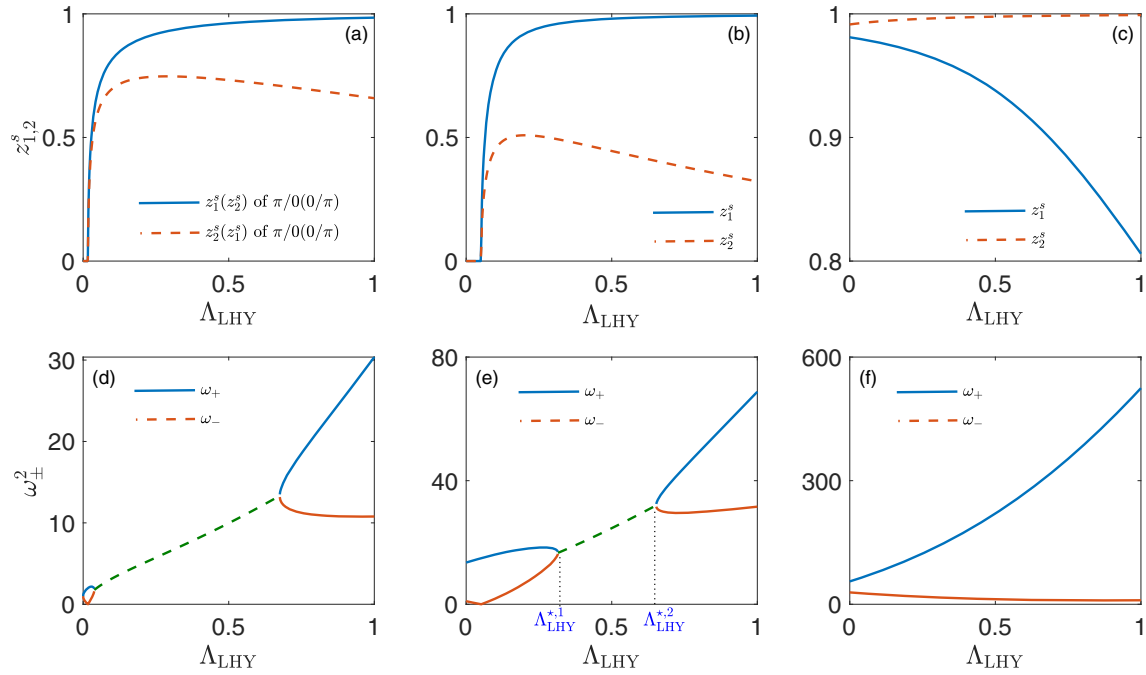 1
0.5
0
z^s_{1,2}
(a)
z^s_1(z^s_2) of π/0(0/π)
z^s_2(z^s_1) of π/0(0/π)
0 0.5 1
Λ_LHY
1
0.5
0
(b)
z^s_1
z^s_2
0 0.5 1
Λ_LHY
1
0.9
0.8
(c)
z^s_1
z^s_2
0 0.5 1
Λ_LHY
30
20
10
0
ω^2_±
(d)
ω_+
ω_−
0 0.5 1
Λ_LHY
80
40
0
(e)
ω_+
ω_−
Λ^{⋆,1}_LHY Λ^{⋆,2}_LHY
0 0.5 1
Λ_LHY
600
300
0
(f)
ω_+
ω_−
0 0.5 1
Λ_LHY